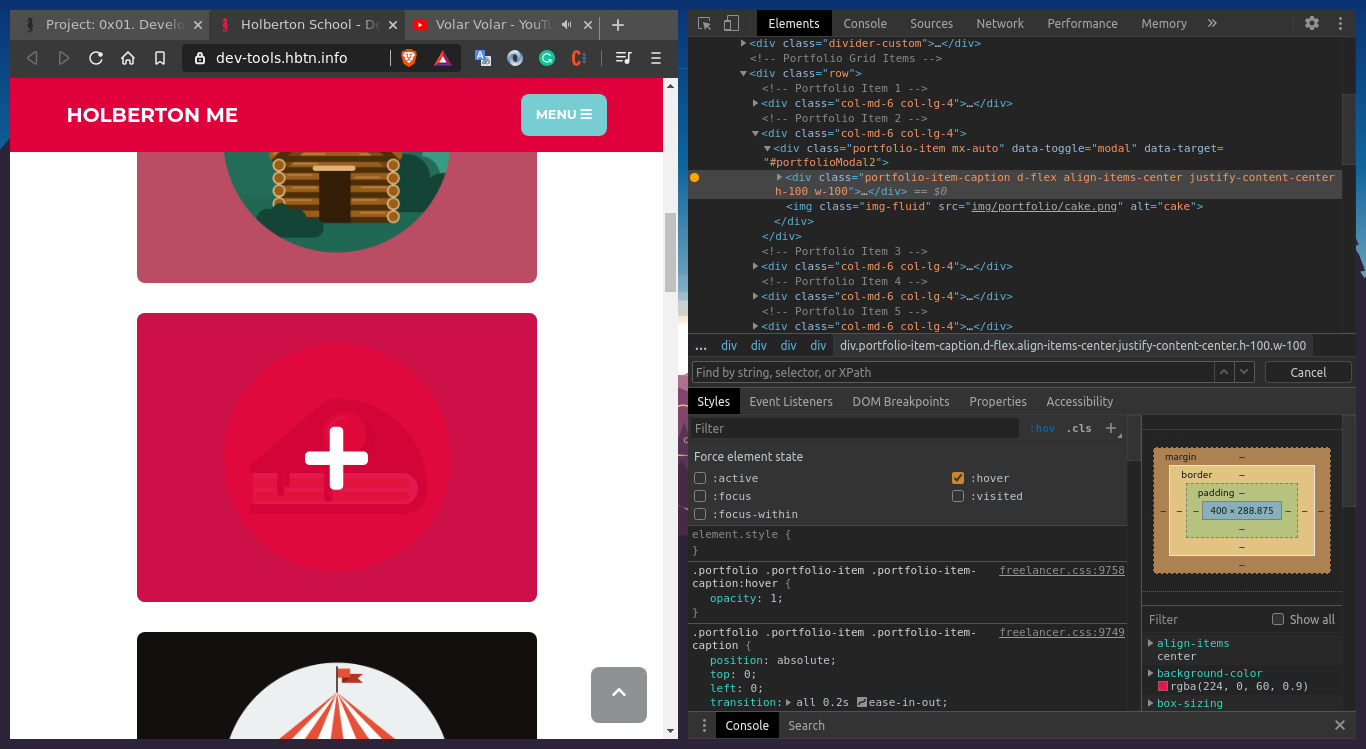 Project: 0x01. Develo
Holberton School - De
Volar Volar - YouTu
dev-tools.hbtn.info
HOLBERTON ME
MENU
Elements
Console
Sources
Network
Performance
Memory
<div class="divider-custom">…</div>
<!-- Portfolio Grid Items -->
<div class="row">
<!-- Portfolio Item 1 -->
<div class="col-md-6 col-lg-4">…</div>
<!-- Portfolio Item 2 -->
<div class="col-md-6 col-lg-4">
<div class="portfolio-item mx-auto" data-toggle="modal" data-target=
"#portfolioModal2">
<div class="portfolio-item-caption d-flex align-items-center justify-content-center
h-100 w-100">…</div> == $0
<img class="img-fluid" src="img/portfolio/cake.png" alt="cake">
</div>
</div>
<!-- Portfolio Item 3 -->
<div class="col-md-6 col-lg-4">…</div>
<!-- Portfolio Item 4 -->
<div class="col-md-6 col-lg-4">…</div>
<!-- Portfolio Item 5 -->
<div class="col-md-6 col-lg-4">…</div>
... div div div div div.portfolio-item-caption.d-flex.align-items-center.justify-content-center.h-100.w-100
Find by string, selector, or XPath
Cancel
Styles
Event Listeners
DOM Breakpoints
Properties
Accessibility
Filter
:hov
.cls
Force element state
:active
:hover
:focus
:visited
:focus-within
element.style {
}
.portfolio .portfolio-item .portfolio-item-
freelancer.css:9758
caption:hover {
opacity: 1;
}
.portfolio .portfolio-item .portfolio-item-
freelancer.css:9749
caption {
position: absolute;
top: 0;
left: 0;
transition: all 0.2s ease-in-out;
margin
–
border
–
padding
–
– – – 400 × 288.875 – – –
–
–
–
Filter
Show all
align-items
center
background-color
rgba(224, 0, 60, 0.9)
box-sizing
Console
Search